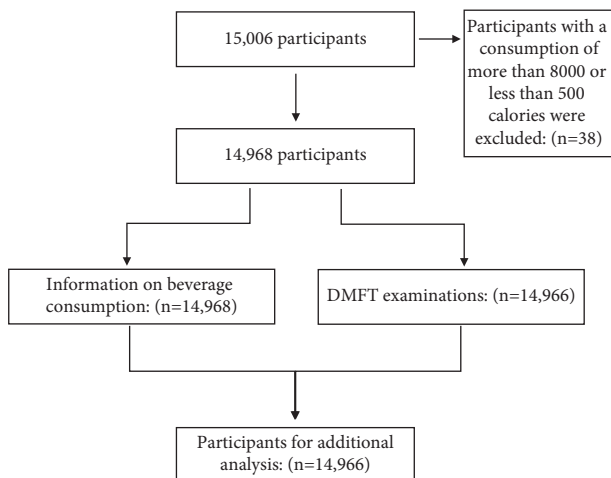 15,006 participants
Participants with a
consumption of
more than 8000 or
less than 500
calories were
excluded: (n=38)
14,968 participants
Information on beverage
consumption: (n=14,968)
DMFT examinations: (n=14,966)
Participants for additional
analysis: (n=14,966)